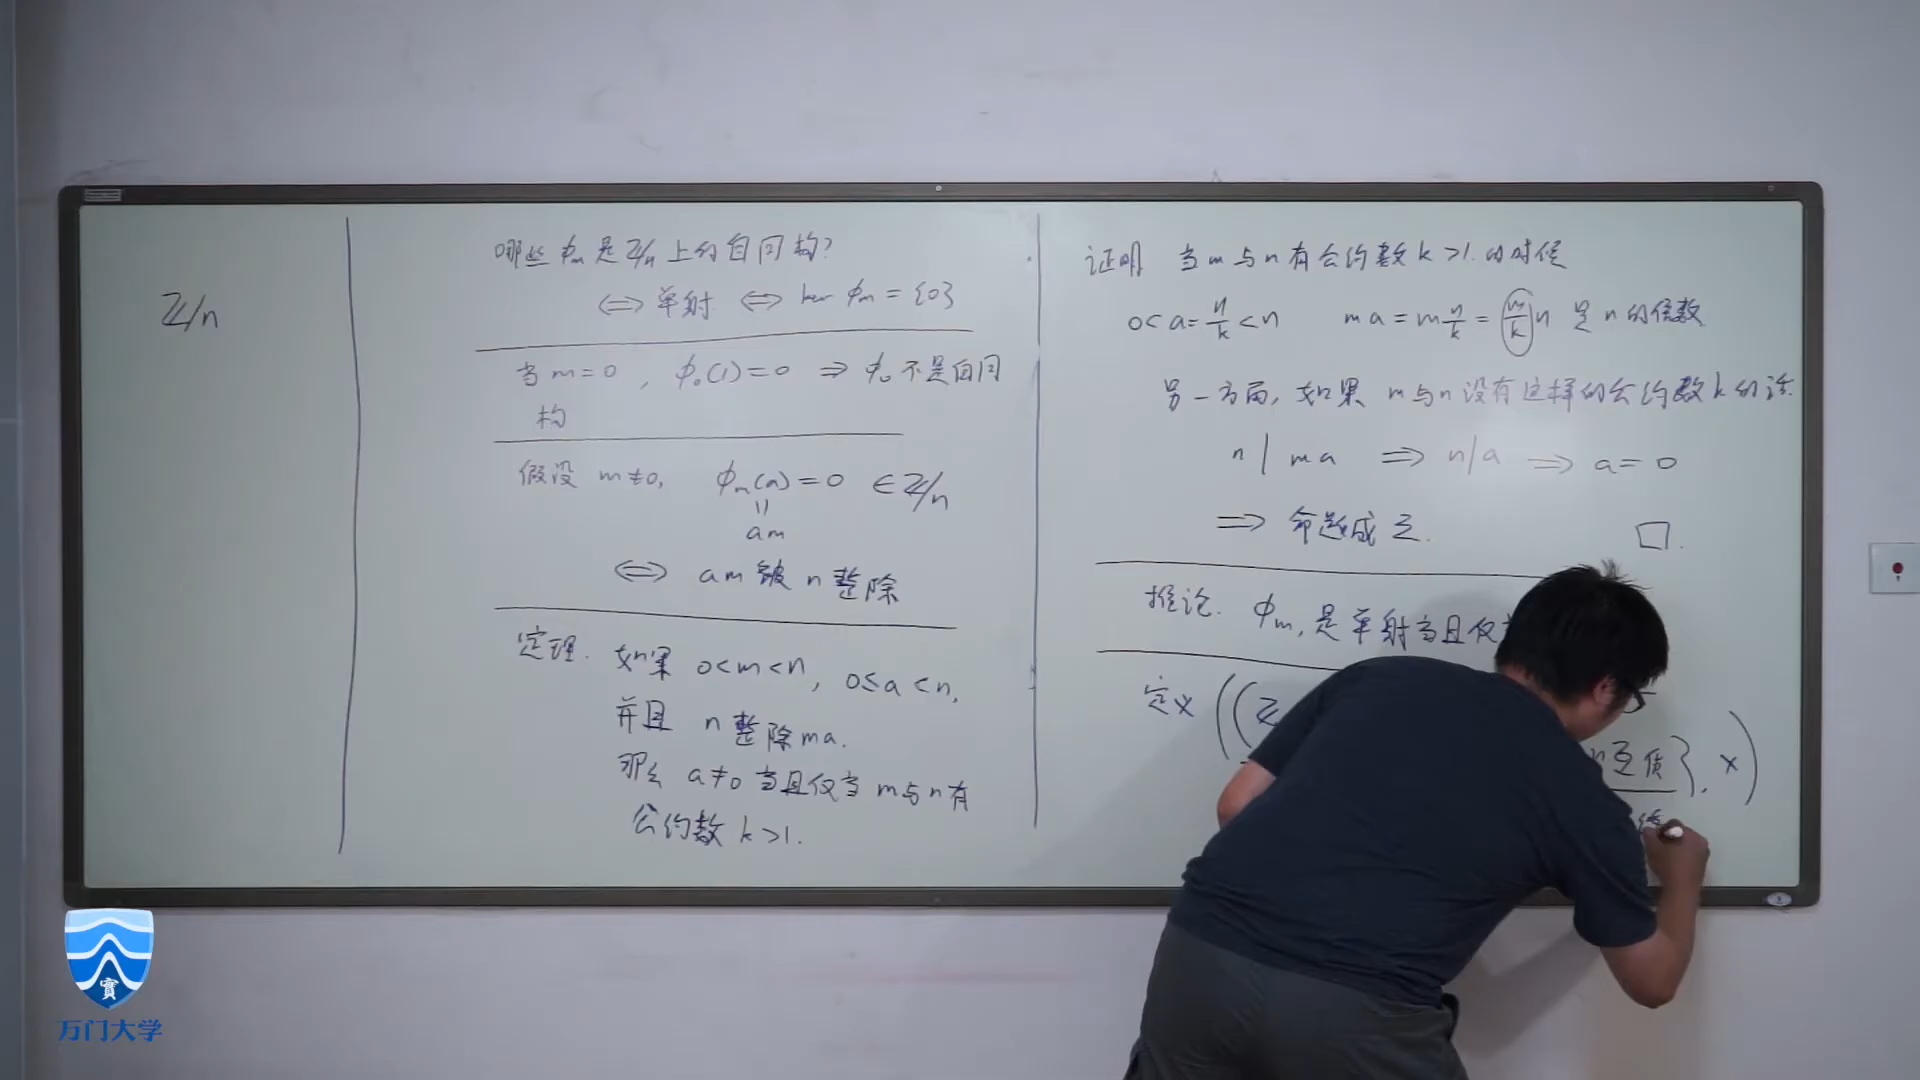 ℤ/n
哪些 ϕₘ 是 ℤ/n 上的自同构?
⟺ 单射 ⟺ ker ϕₘ = {0}
当 m=0, ϕ₀(1)=0 ⇒ ϕ₀ 不是自同
构
假设 m≠0, ϕₘ(a)=0 ∈ ℤ/n
||
am
⟺ am 被 n 整除
定理. 如果 0<m<n, 0≤a<n,
并且 n 整除 ma.
那么 a≠0 当且仅当 m与n有
公约数 k>1.
证明 当m与n有公约数 k>1. 的时候
0<a=n/k<n ma=m n/k=(m/k)n 是 n 的倍数
另一方面, 如果 m与n没有这样的公约数k的话.
n|ma ⇒ n|a ⇒ a=0
⇒ 命题成立. □.
推论. ϕₘ, 是单射当且仅
定义 ((ℤ
n互质}, ×)
万门大学